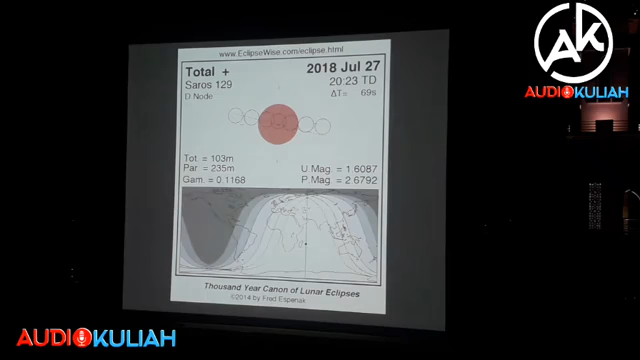 www.EclipseWise.com/eclipse.html
Total + 2018 Jul 27
Saros 129 20:23 TD
D Node ΔT= 69s
Tot. = 103m
Par. = 235m U.Mag. = 1.6087
Gam. = 0.1168 P.Mag. = 2.6792
Thousand Year Canon of Lunar Eclipses
©2014 by Fred Espenak
AK
AUDIOKULIAH
AUDIOKULIAH